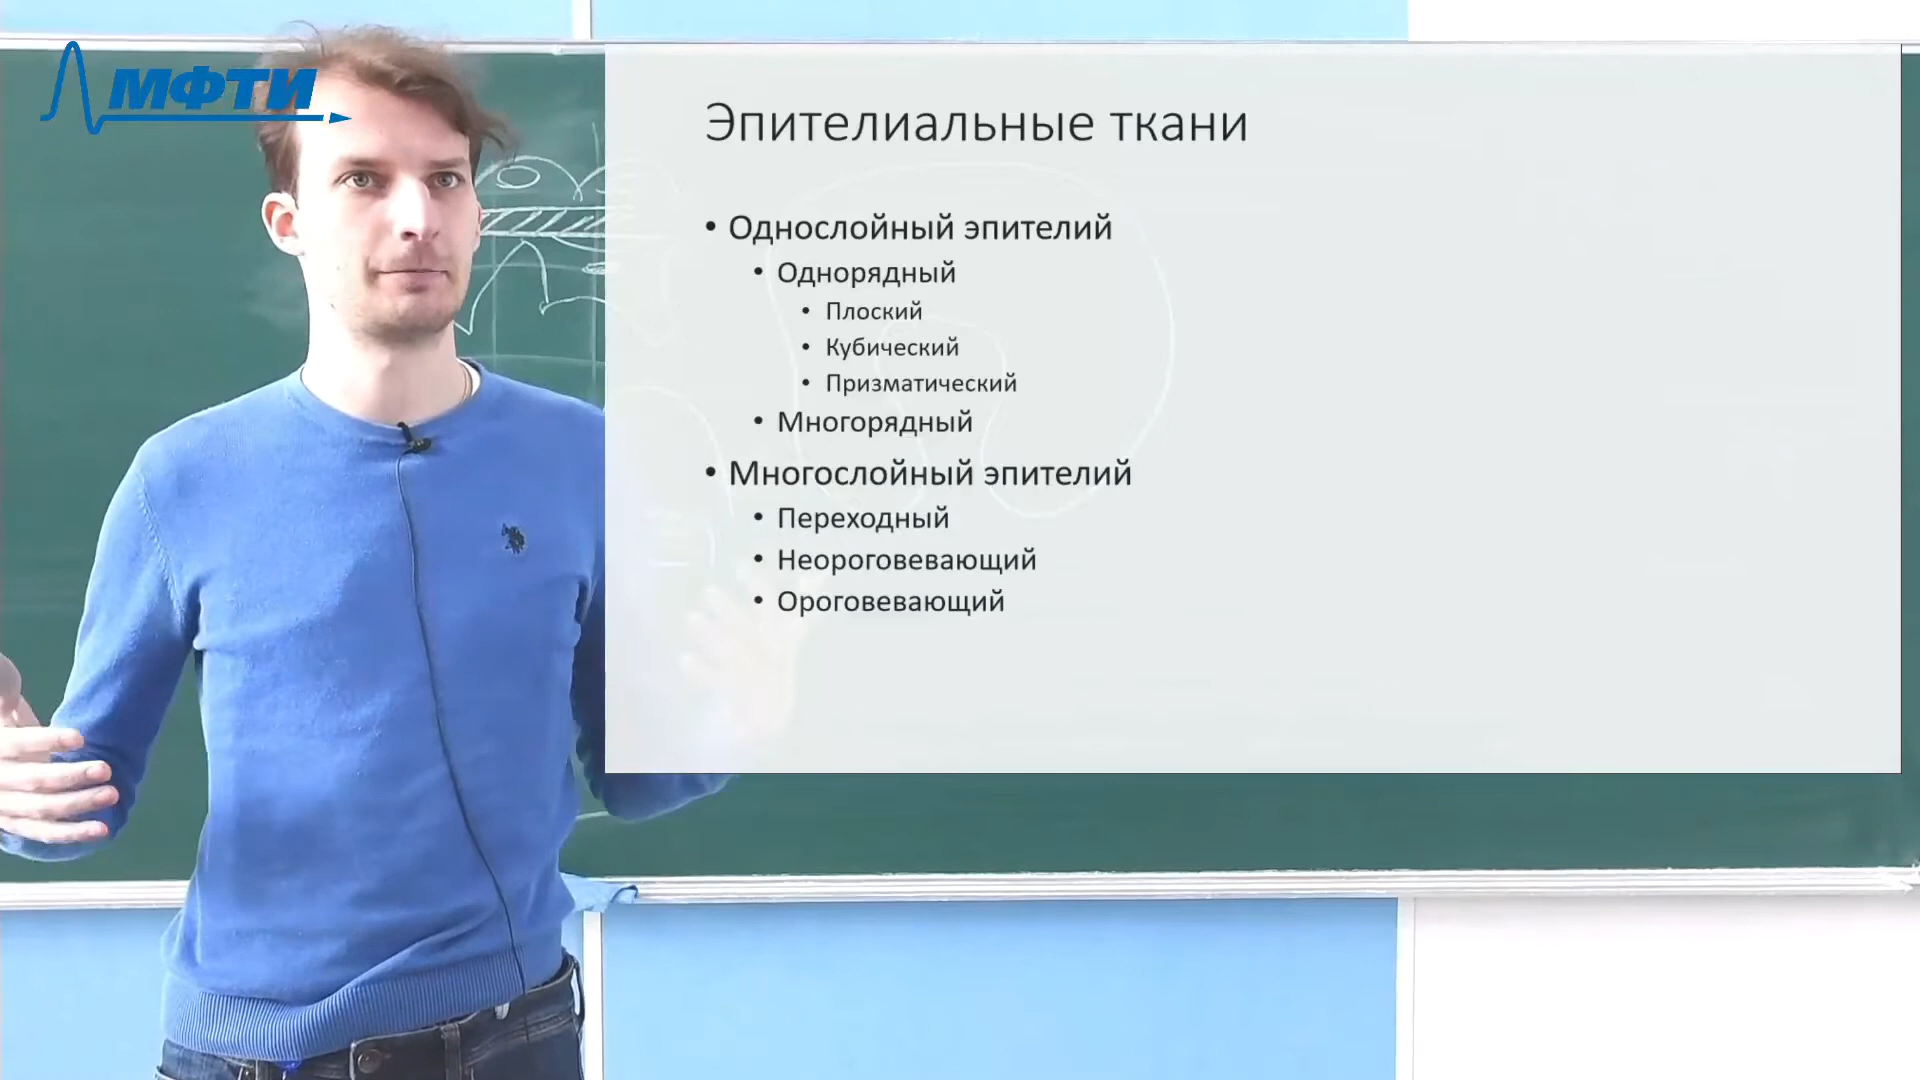 МФТИ
Эпителиальные ткани
• Однослойный эпителий
• Однорядный
• Плоский
• Кубический
• Призматический
• Многорядный
• Многослойный эпителий
• Переходный
• Неороговевающий
• Ороговевающий